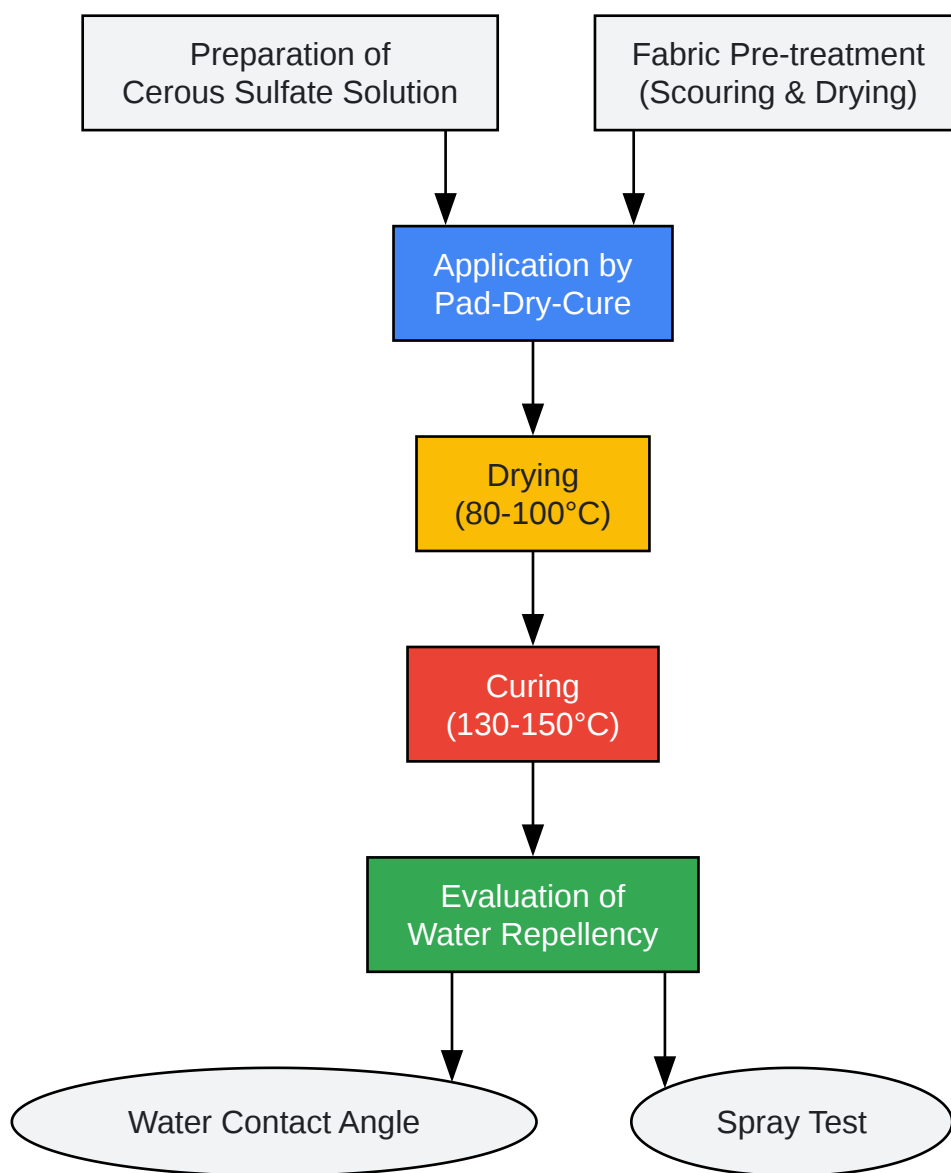 Preparation of
Cerous Sulfate Solution
Fabric Pre-treatment
(Scouring & Drying)
Application by
Pad-Dry-Cure
Drying
(80-100°C)
Curing
(130-150°C)
Evaluation of
Water Repellency
Water Contact Angle
Spray Test